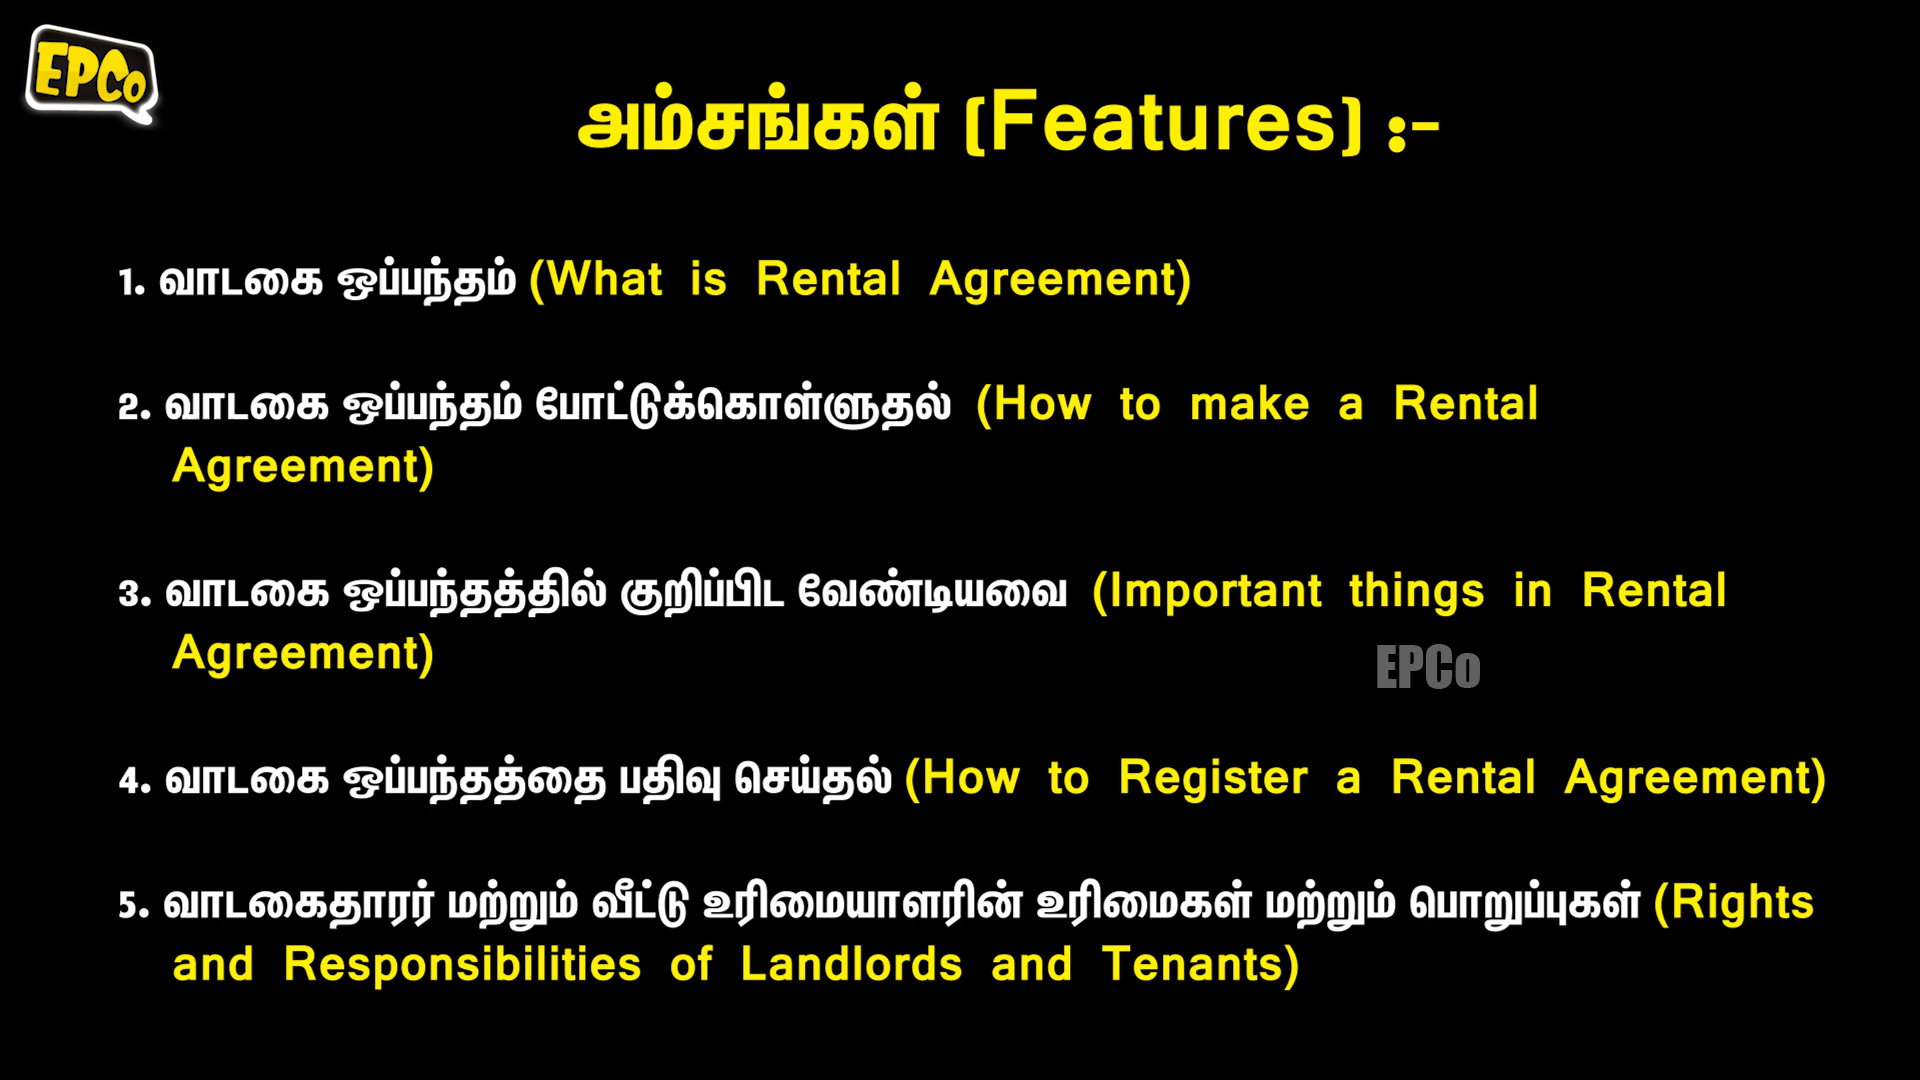 EPCo
அம்சங்கள் (Features) :-
1. வாடகை ஒப்பந்தம் (What is Rental Agreement)
2. வாடகை ஒப்பந்தம் போட்டுக்கொள்ளுதல் (How to make a Rental
Agreement)
3. வாடகை ஒப்பந்தத்தில் குறிப்பிட வேண்டியவை (Important things in Rental
Agreement)
EPCo
4. வாடகை ஒப்பந்தத்தை பதிவு செய்தல் (How to Register a Rental Agreement)
5. வாடகைதாரர் மற்றும் வீட்டு உரிமையாளரின் உரிமைகள் மற்றும் பொறுப்புகள் (Rights
and Responsibilities of Landlords and Tenants)